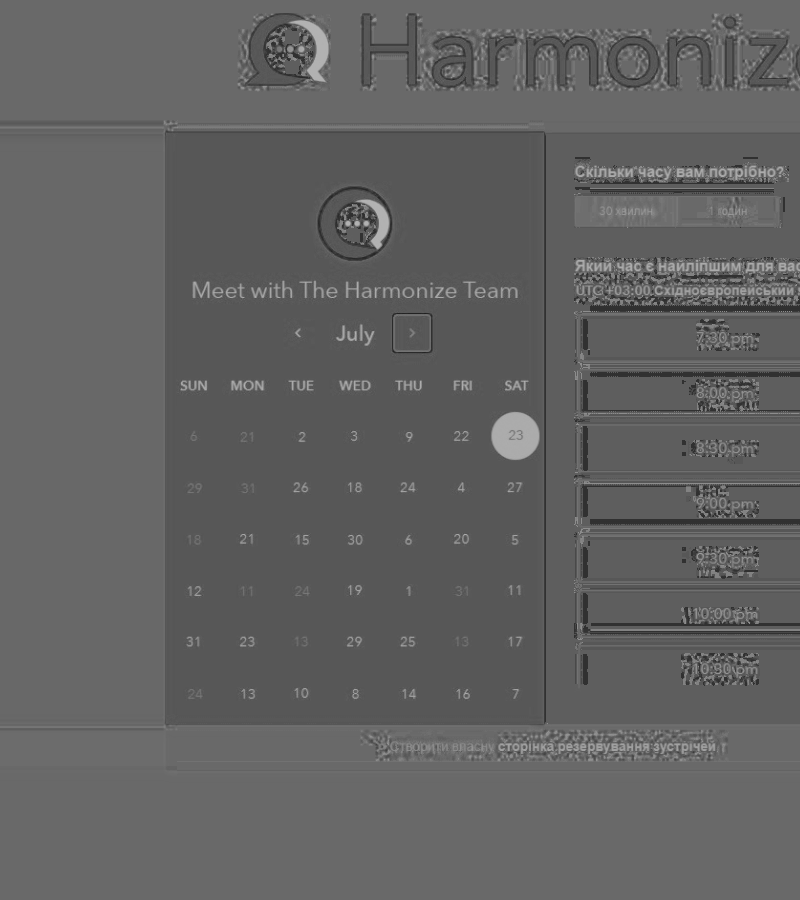 Harmoniz
Meet with The Harmonize Team
July
SUN MON TUE WED THU FRI SAT
6 21 2 3 9 22 23
29 31 26 18 24 4 27
18 21 15 30 6 20 5
12 11 24 19 1 31 11
31 23 13 29 25 13 17
24 13 10 8 14 16 7
Скільки часу вам потрібно?
30 хвилин 1 годин
Який час є найліпшим для вас
UTC+03:00 Східноєвропейський
7:30 pm
8:00 pm
8:30 pm
9:00 pm
9:30 pm
10:00 pm
10:30 pm
Створити власну сторінка резервування зустрічей